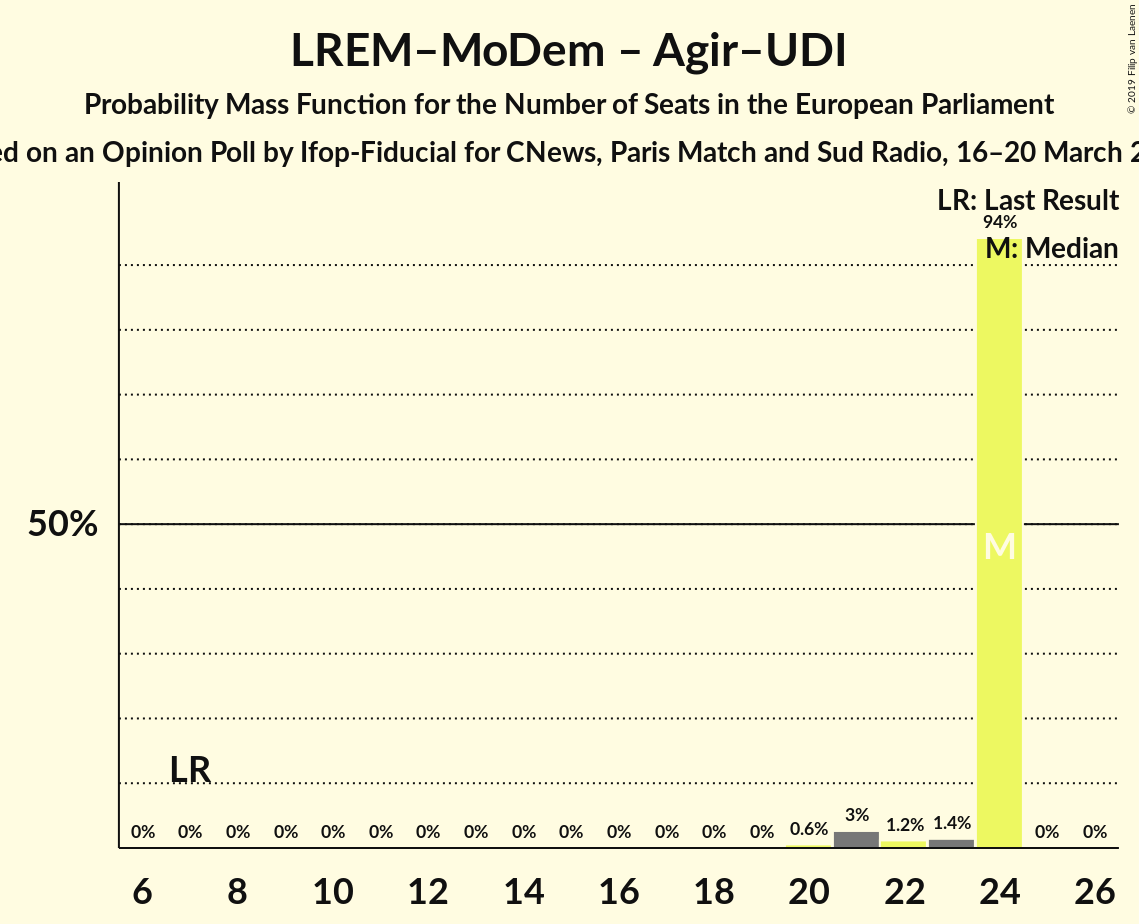 LREM–MoDem – Agir–UDI
Probability Mass Function for the Number of Seats in the European Parliament
on an Opinion Poll by Ifop-Fiducial for CNews, Paris Match and Sud Radio, 16–20 March
© 2019 Filip van Laenen
LR: Last Result
94%
M: Median
50%
M
LR
0% 0% 0% 0% 0% 0% 0% 0% 0% 0% 0% 0% 0% 0% 0.6% 3% 1.2% 1.4% 0% 0%
6 8 10 12 14 16 18 20 22 24 26